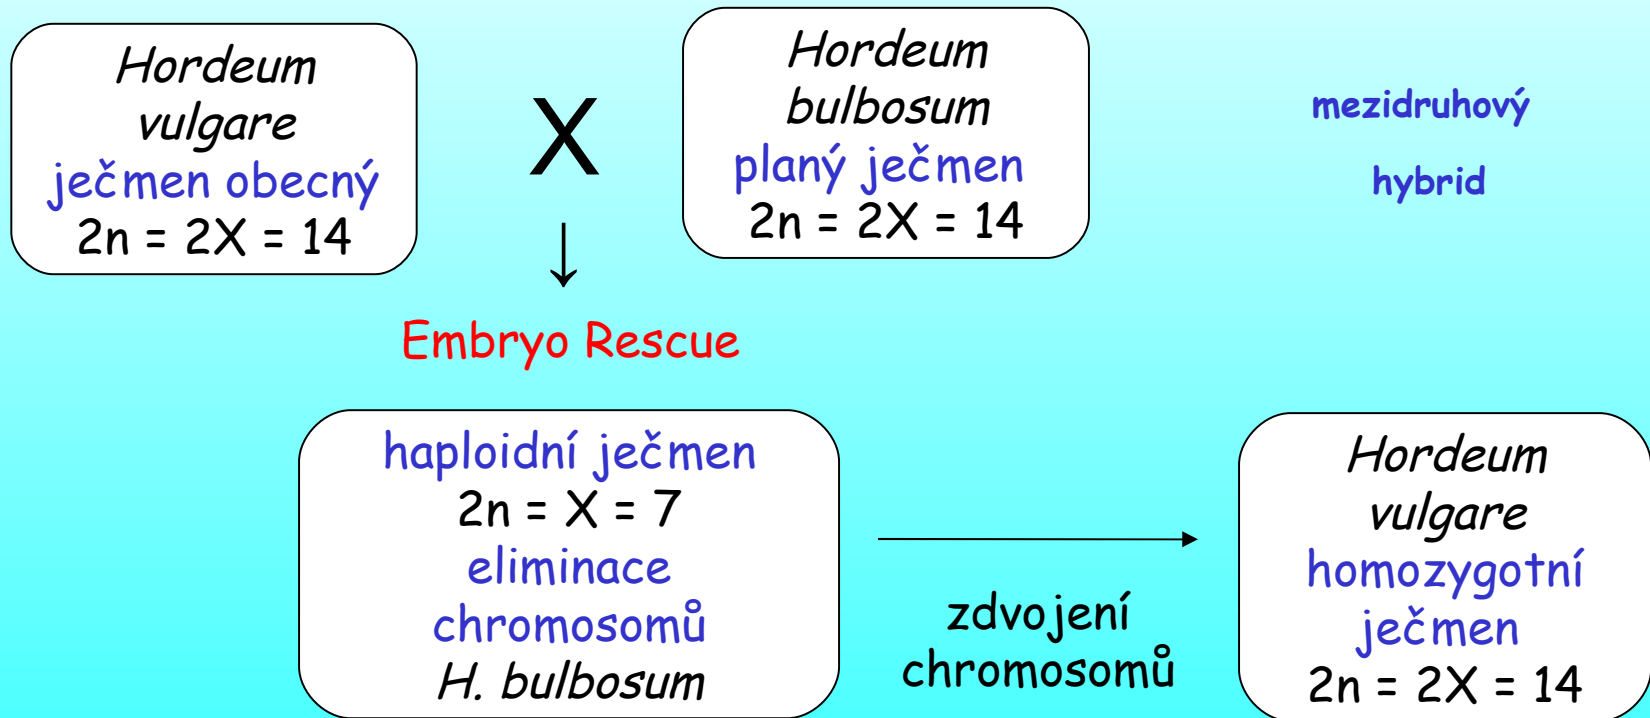 Hordeum
vulgare
ječmen obecný
2n = 2X = 14
X
Hordeum
bulbosum
planý ječmen
2n = 2X = 14
mezidruhový
hybrid
↓
Embryo Rescue
haploidní ječmen
2n = X = 7
eliminace
chromosomů
H. bulbosum
zdvojení
chromosomů
Hordeum
vulgare
homozygotní
ječmen
2n = 2X = 14